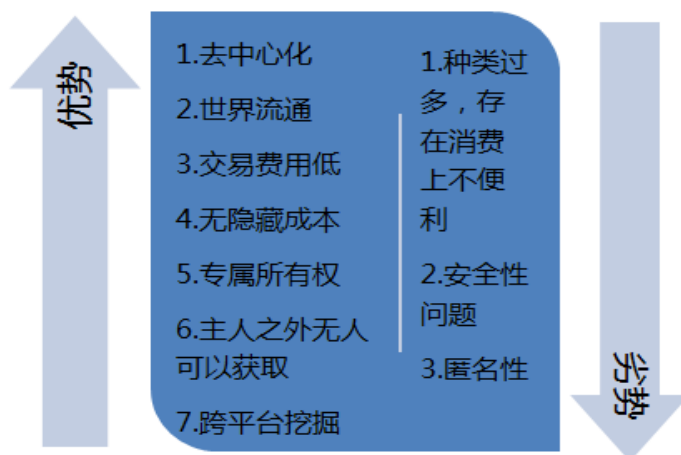 优势
1.去中心化
2.世界流通
3.交易费用低
4.无隐藏成本
5.专属所有权
6.主人之外无人
可以获取
7.跨平台挖掘
1.种类过
多，存
在消费
上不便
利
2.安全性
问题
3.匿名性
劣势